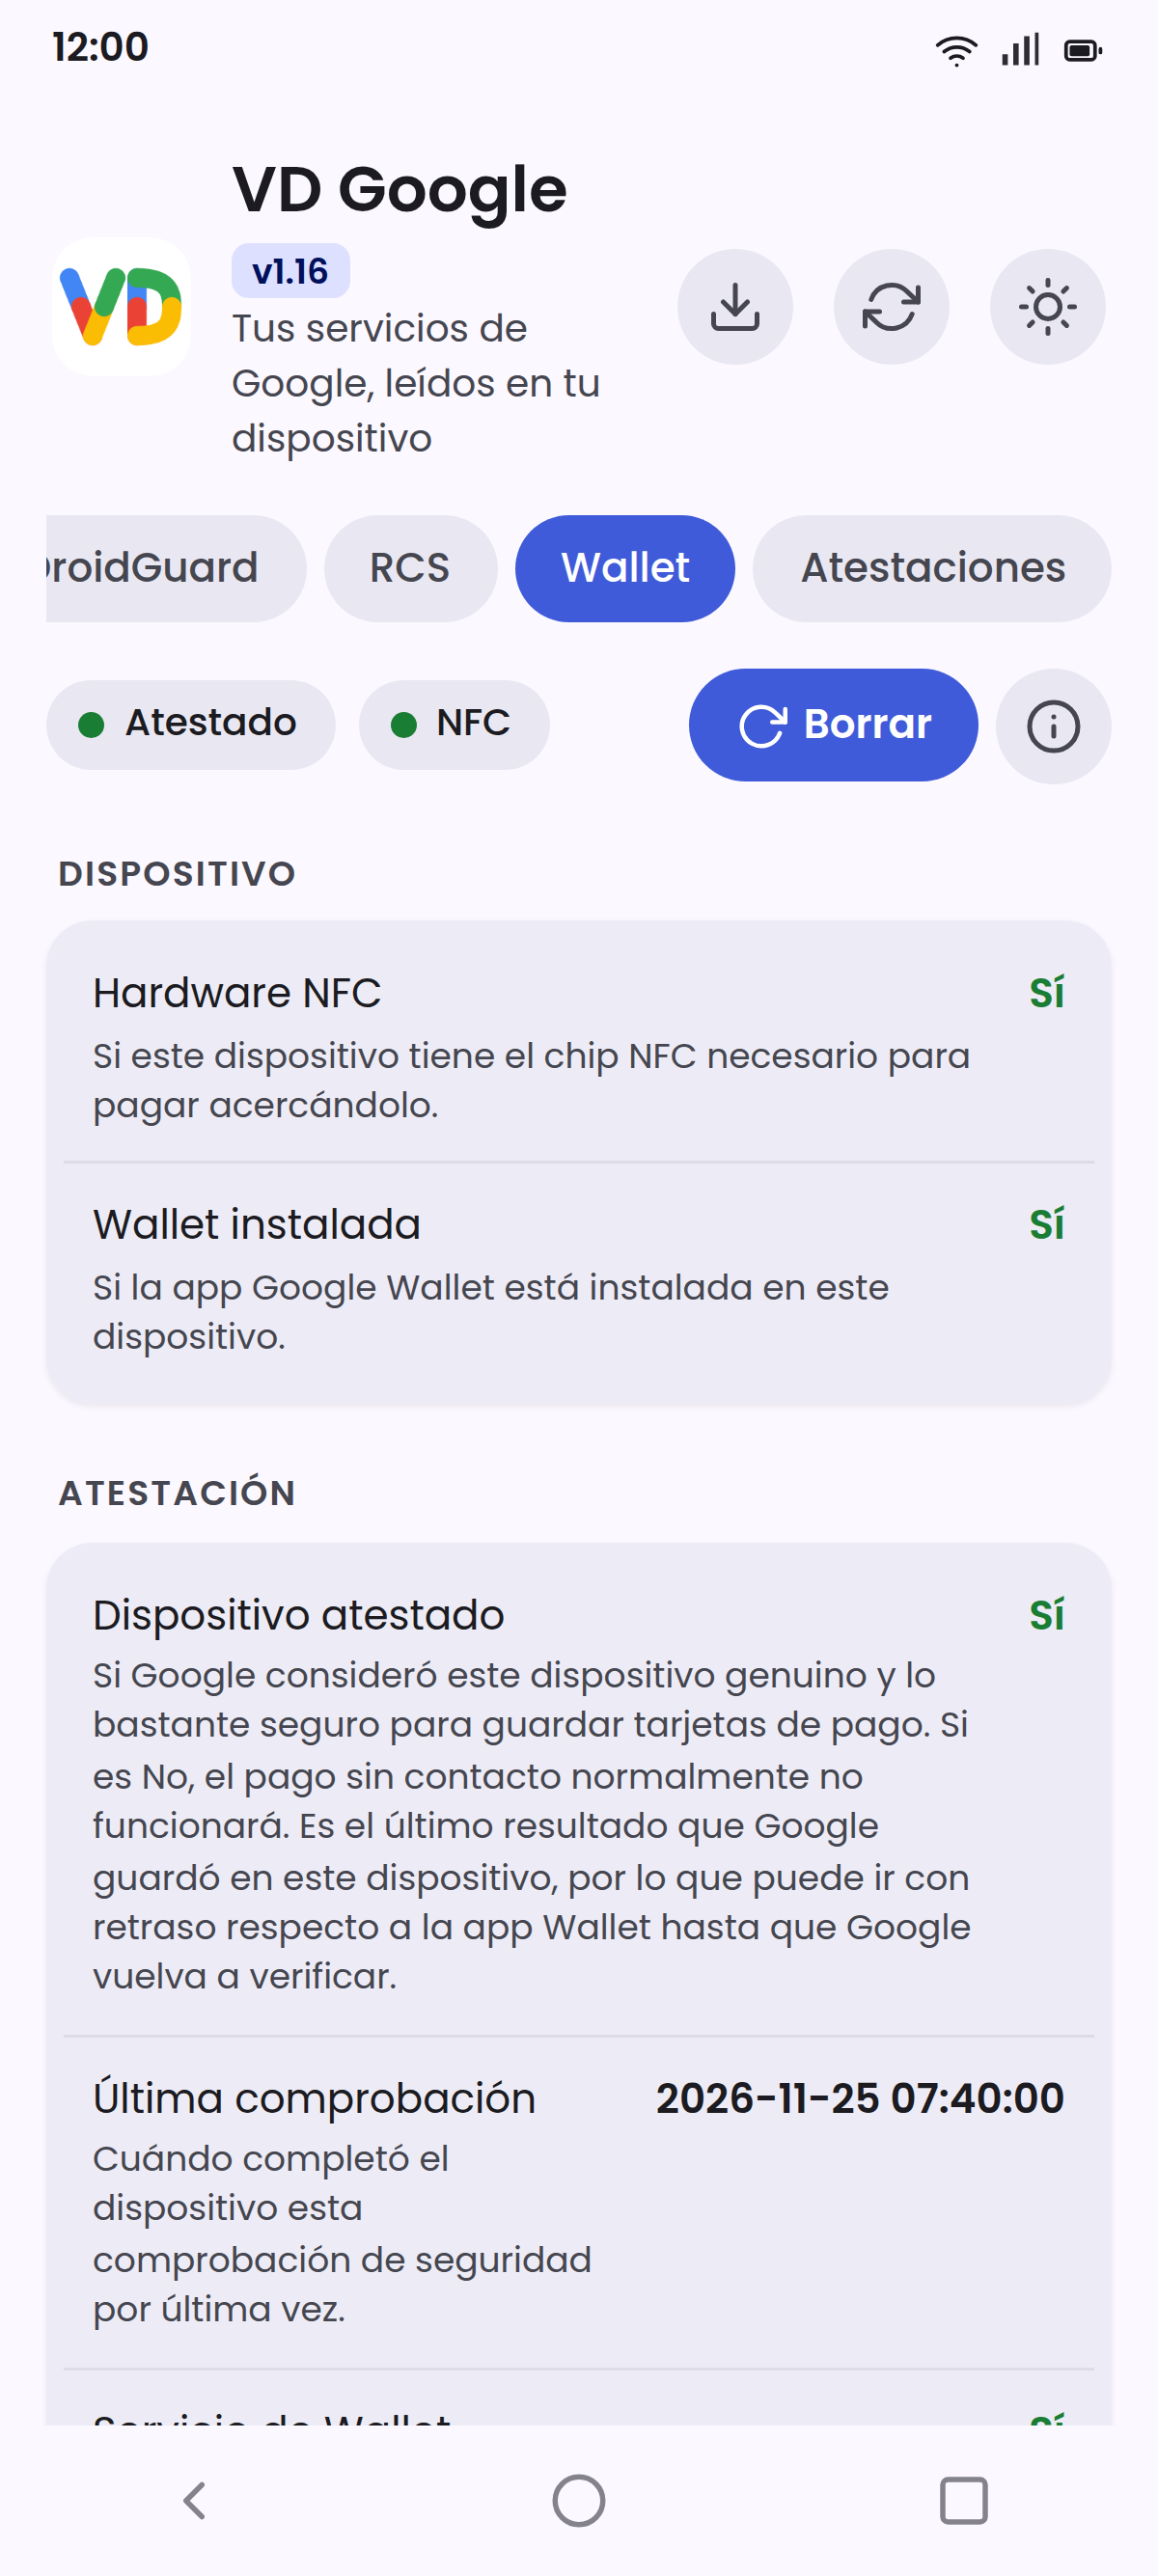 12:00
VD Google
VD
v1.16
Tus servicios de
Google, leídos en tu
dispositivo
roidGuard
RCS
Wallet
Atestaciones
Atestado
NFC
Borrar
DISPOSITIVO
Hardware NFC
Sí
Si este dispositivo tiene el chip NFC necesario para
pagar acercándolo.
Wallet instalada
Sí
Si la app Google Wallet está instalada en este
dispositivo.
ATESTACIÓN
Dispositivo atestado
Sí
Si Google consideró este dispositivo genuino y lo
bastante seguro para guardar tarjetas de pago. Si
es No, el pago sin contacto normalmente no
funcionará. Es el último resultado que Google
guardó en este dispositivo, por lo que puede ir con
retraso respecto a la app Wallet hasta que Google
vuelva a verificar.
Última comprobación
2026-11-25 07:40:00
Cuándo completó el
dispositivo esta
comprobación de seguridad
por última vez.
Servicio de Wallet
Sí